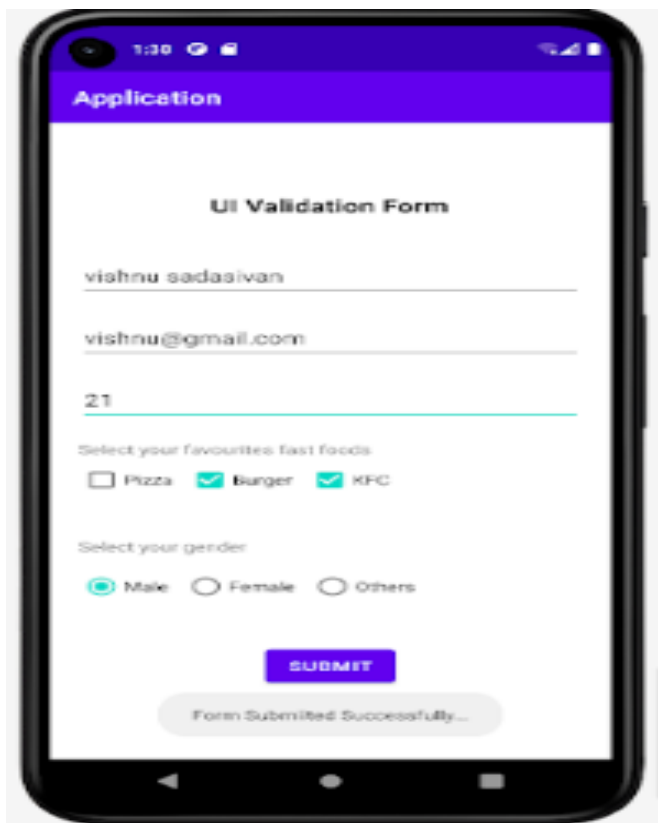 1:30
Application
UI Validation Form
vishnu sadasivan
vishnu@gmail.com
21
Select your favourites fast foods
Pizza Burger KFC
Select your gender
Male Female Others
SUBMIT
Form Submitted Successfully...